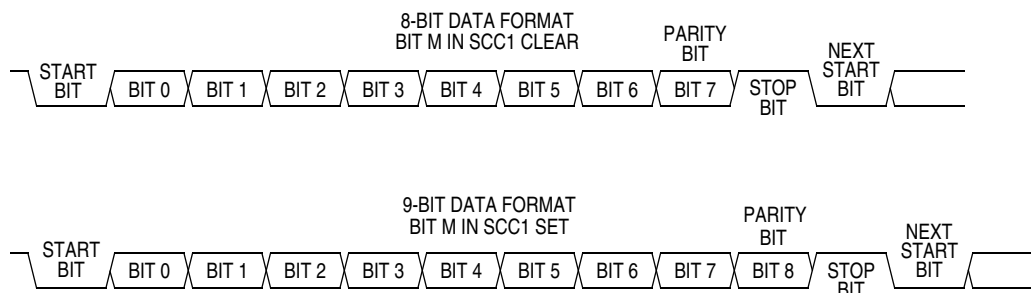 8-BIT DATA FORMAT
BIT M IN SCC1 CLEAR
PARITY
BIT
START
BIT
BIT 0 BIT 1 BIT 2 BIT 3 BIT 4 BIT 5 BIT 6 BIT 7
STOP
BIT
NEXT
START
BIT
9-BIT DATA FORMAT
BIT M IN SCC1 SET
PARITY
BIT
START
BIT
BIT 0 BIT 1 BIT 2 BIT 3 BIT 4 BIT 5 BIT 6 BIT 7 BIT 8
STOP
BIT
NEXT
START
BIT